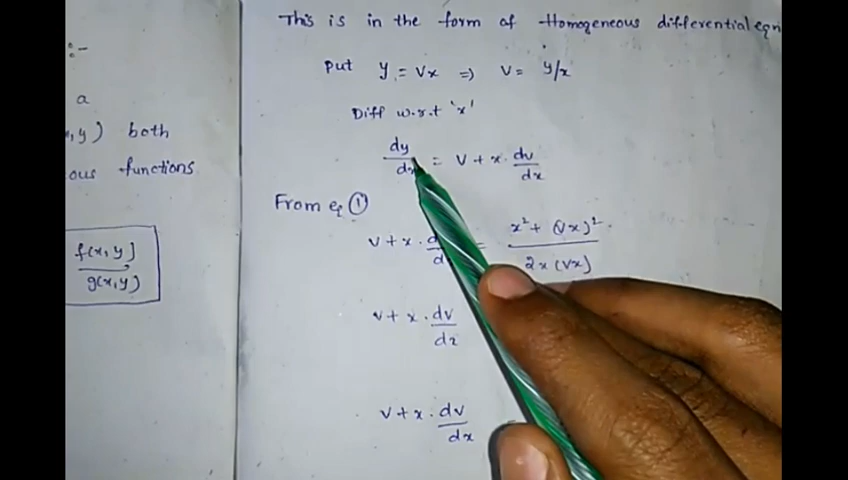 :-
a
,y) both
ous functions
f(x,y)
g(x,y)
This is in the form of Homogeneous differential eqn
Put y = Vx => V = y/x
Diff w.r.t 'x'
dy/dx = V + x. dv/dx
From eq ①
V + x. d = x² + (Vx)² / 2x(Vx)
V + x. dv/dx
V + x. dv/dx